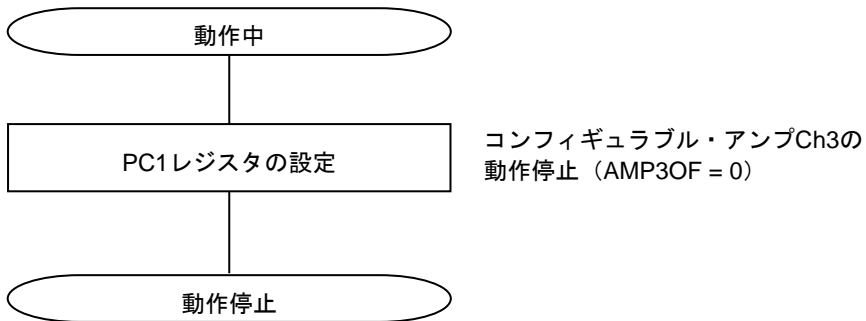 動作中
PC1レジスタの設定
コンフィギュラブル・アンプCh3の
動作停止（AMP3OF = 0）
動作停止